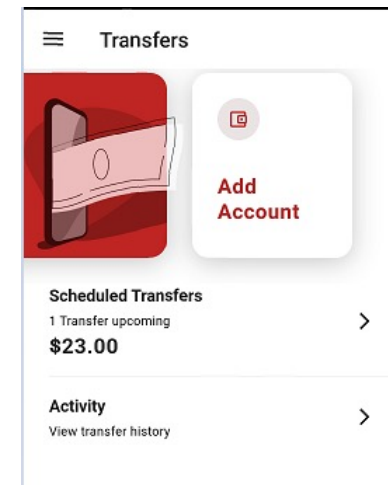 Transfers
Add
Account
Scheduled Transfers
1 Transfer upcoming
$23.00
Activity
View transfer history